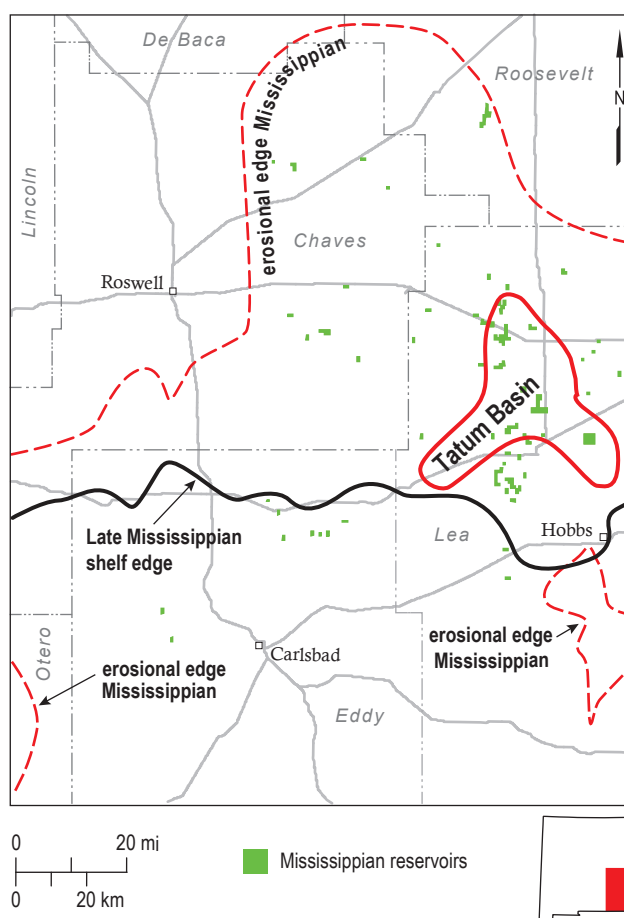 De Baca
Roosevelt
N
erosional edge Mississippian
Lincoln
Chaves
Roswell
Tatum Basin
Late Mississippian
shelf edge
Lea
Hobbs
Otero
erosional edge
Mississippian
Carlsbad
erosional edge
Mississippian
Eddy
0 20 mi
0 20 km
Mississippian reservoirs